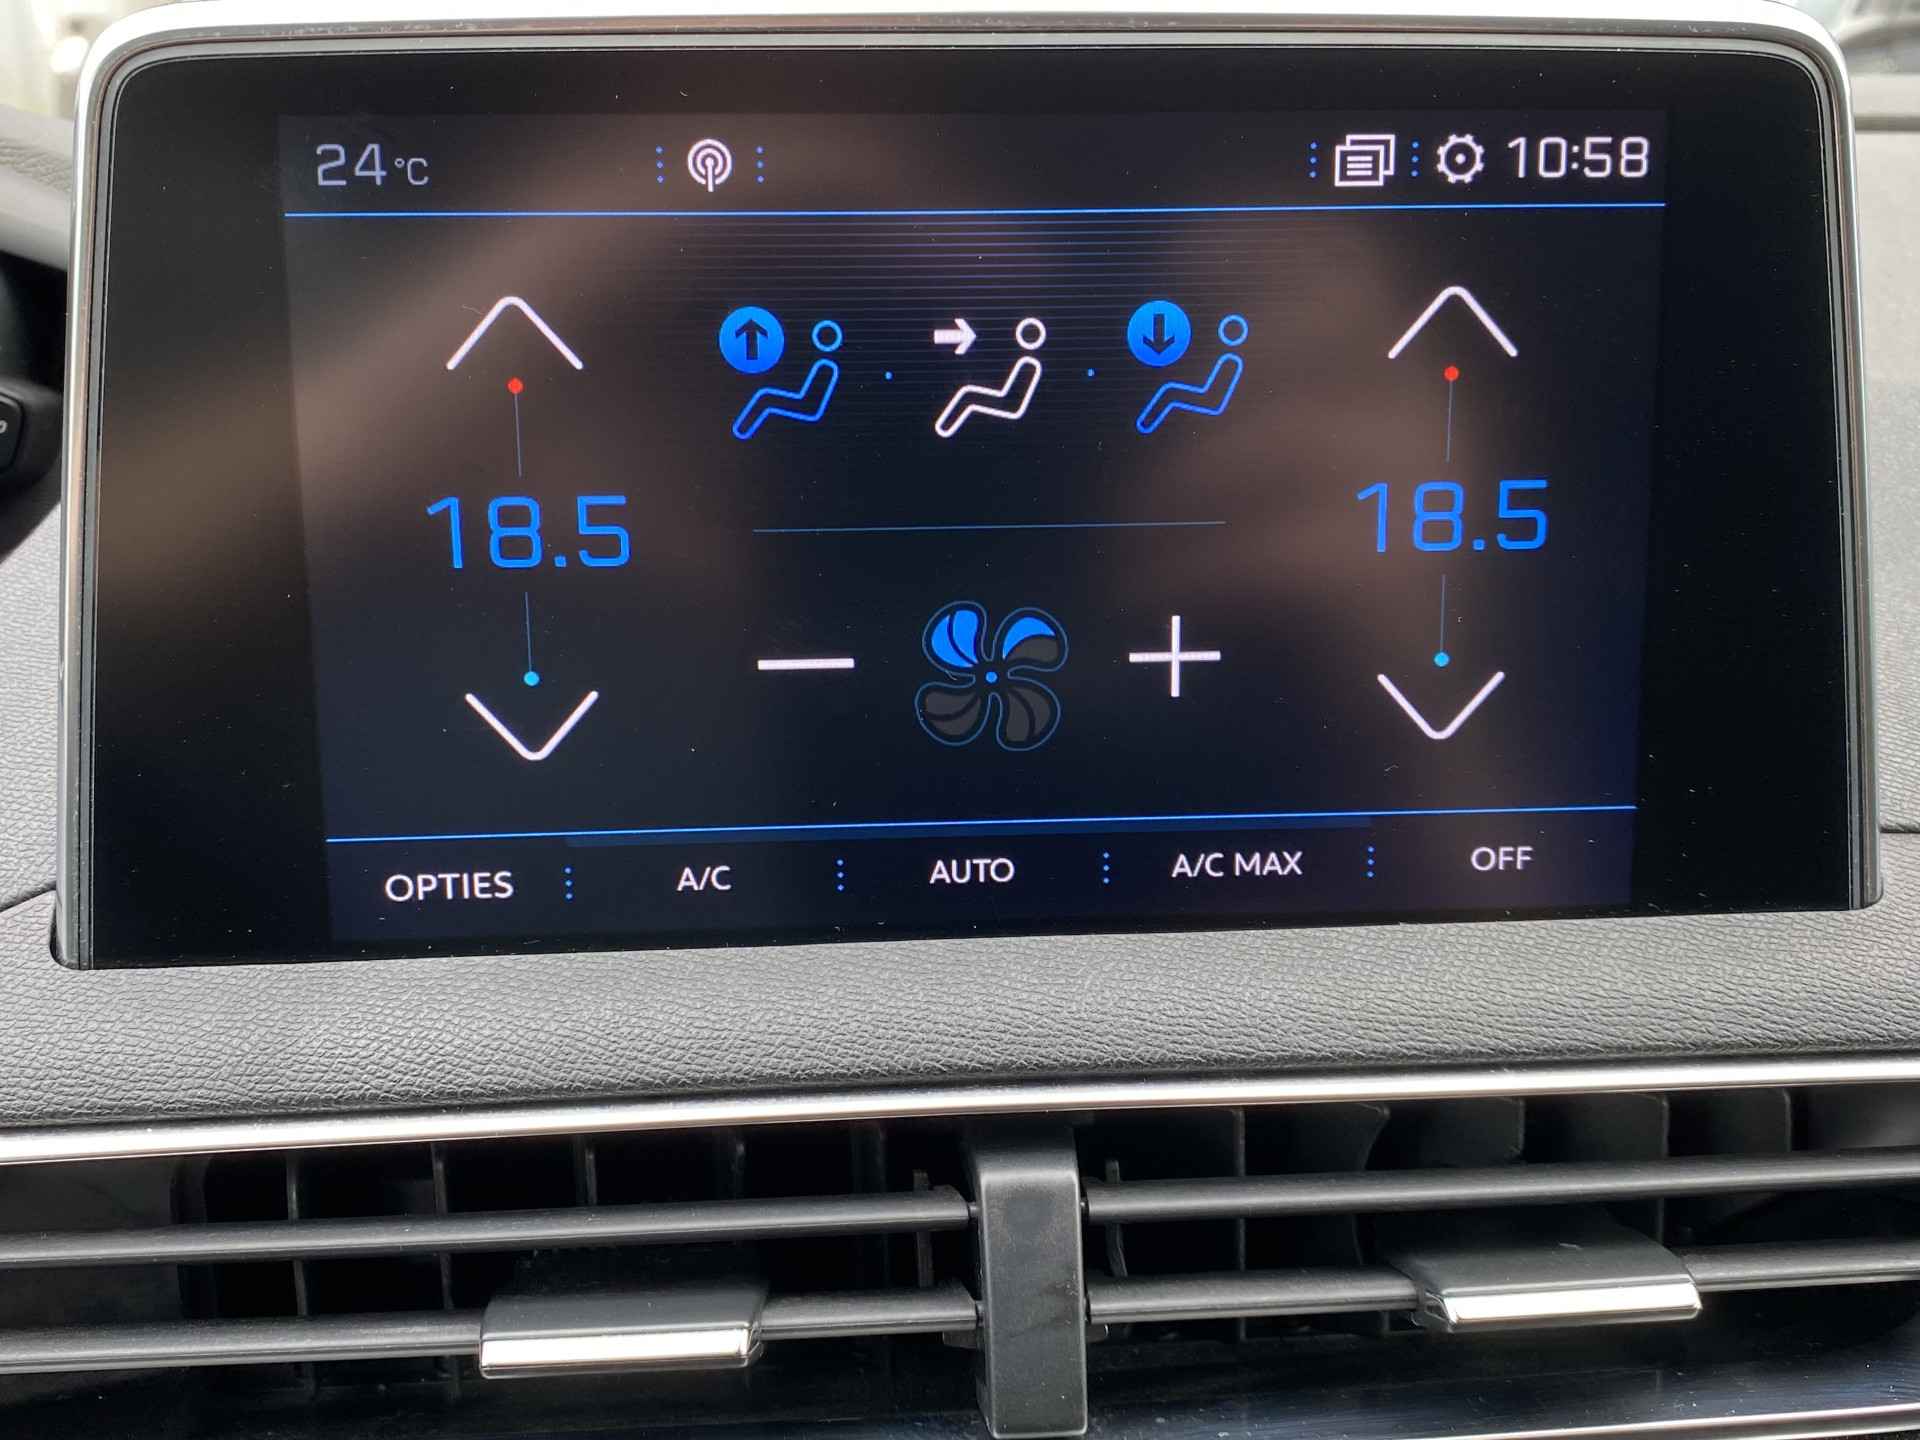 24°C 10:58
18.5 18.5
OPTIES A/C AUTO A/C MAX OFF